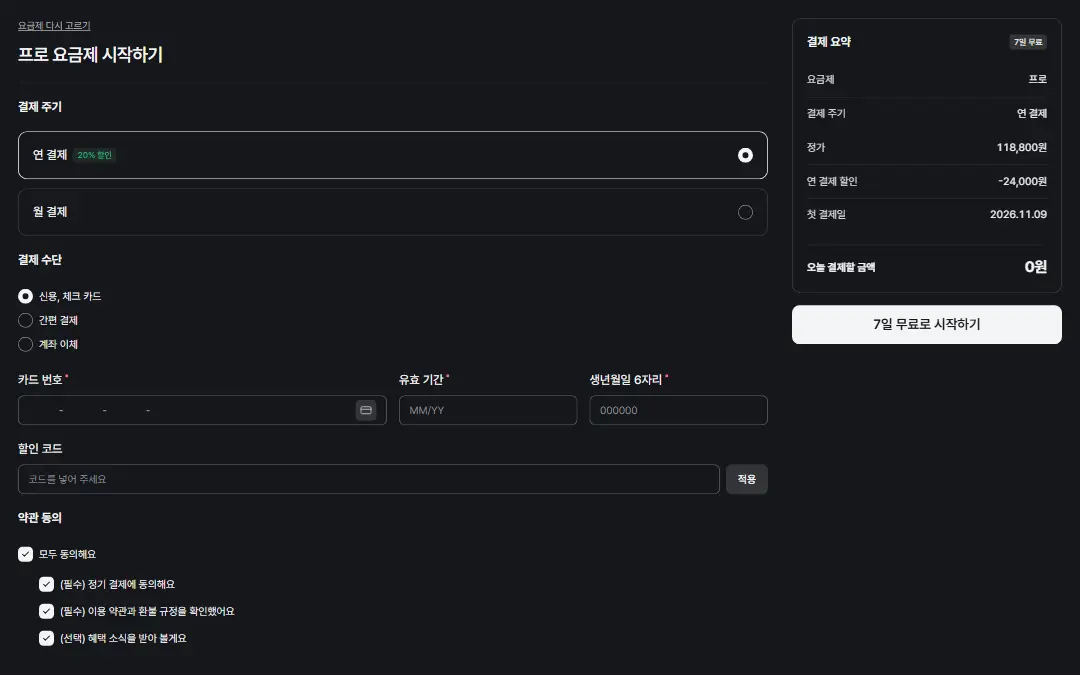 요금제 다시 고르기
프로 요금제 시작하기
결제 주기
연 결제 20% 할인
월 결제
결제 수단
신용, 체크 카드
간편 결제
계좌 이체
카드 번호 *
- - -
유효 기간 *
MM/YY
생년월일 6자리 *
000000
할인 코드
코드를 넣어 주세요
적용
약관 동의
모두 동의해요
(필수) 정기 결제에 동의해요
(필수) 이용 약관과 환불 규정을 확인했어요
(선택) 혜택 소식을 받아 볼게요
결제 요약 7일 무료
요금제 프로
결제 주기 연 결제
정가 118,800원
연 결제 할인 -24,000원
첫 결제일 2026.11.09
오늘 결제할 금액 0원
7일 무료로 시작하기